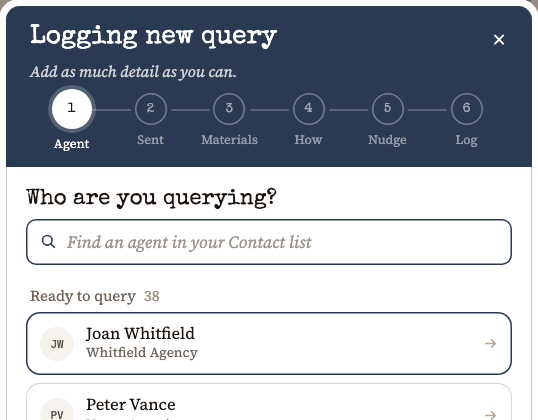 Logging new query
Add as much detail as you can.
1 2 3 4 5 6
Agent Sent Materials How Nudge Log
Who are you querying?
Find an agent in your Contact list
Ready to query 38
JW Joan Whitfield
Whitfield Agency
PV Peter Vance